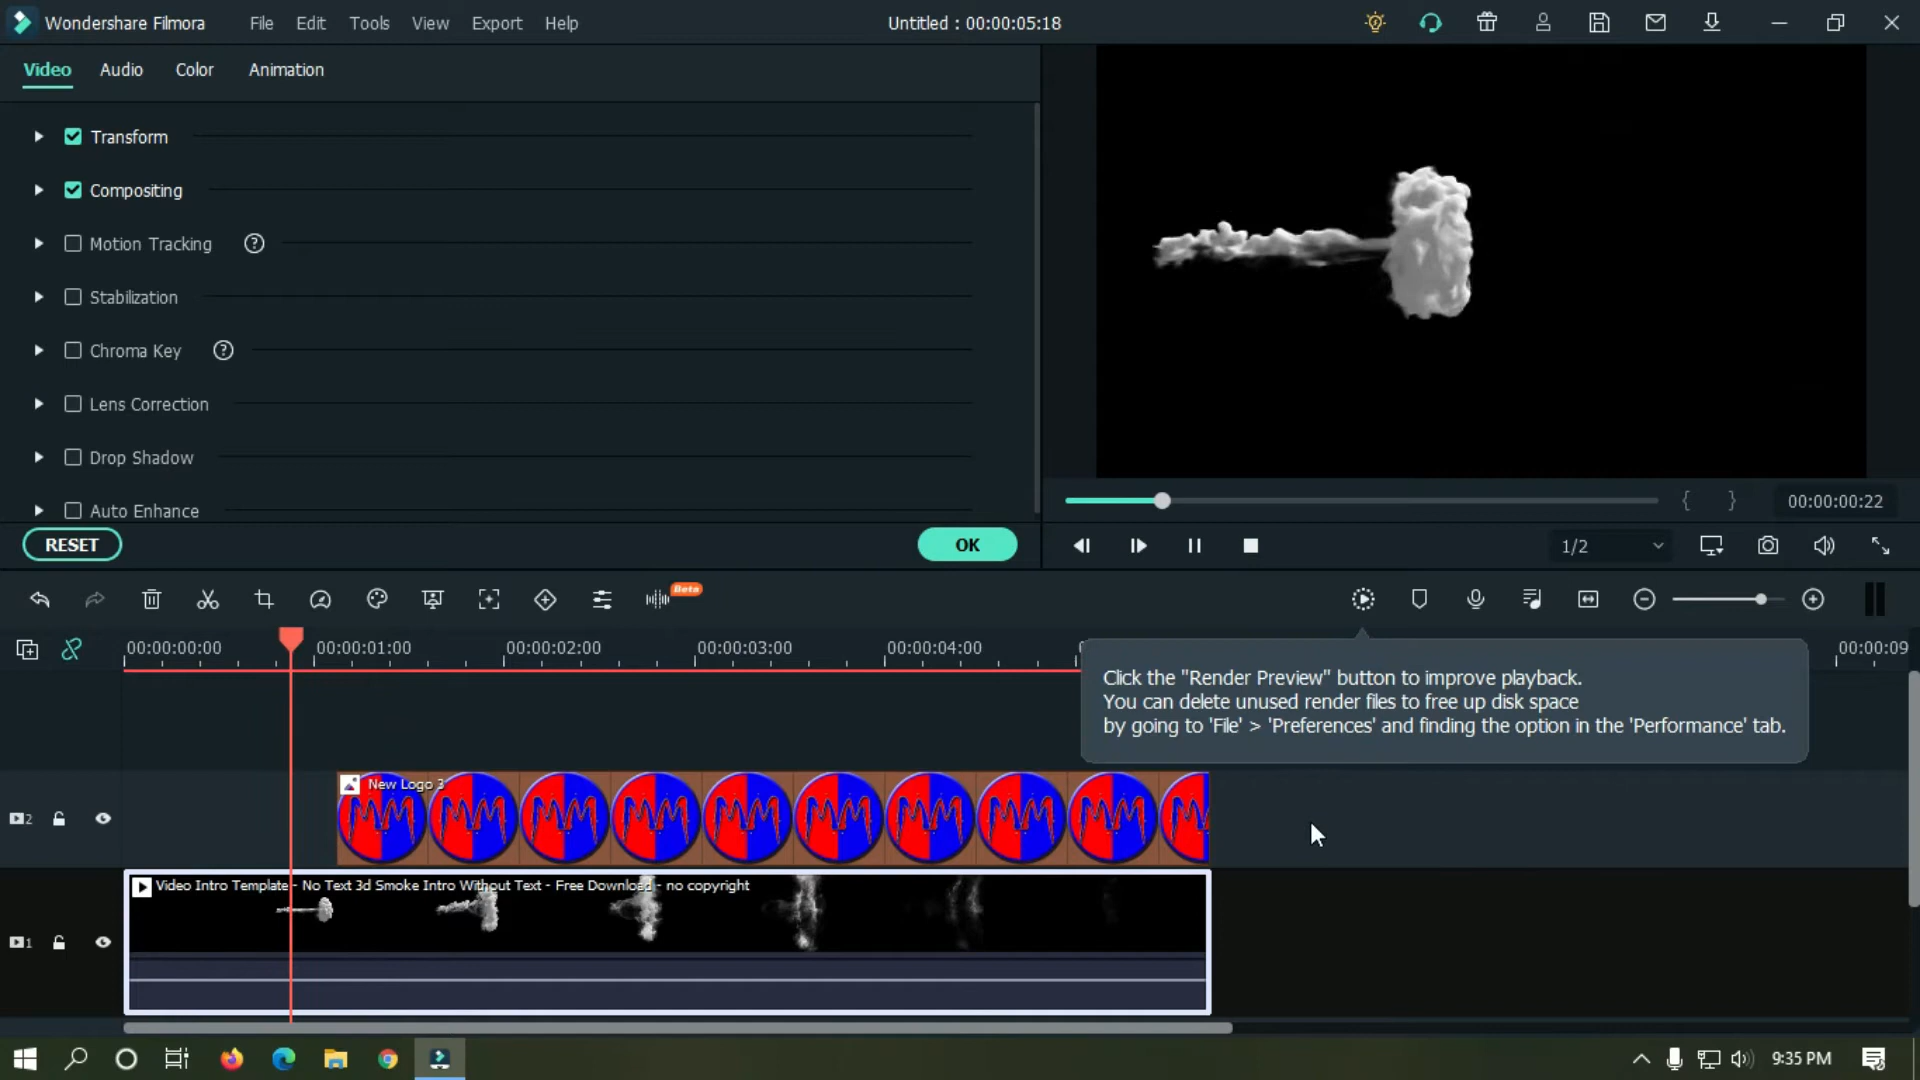 Wondershare Filmora File Edit Tools View Export Help Untitled : 00:00:05:18
Video Audio Color Animation
Transform
Compositing
Motion Tracking
Stabilization
Chroma Key
Lens Correction
Drop Shadow
Auto Enhance
RESET OK
00:00:00:22
1/2
Beta
00:00:00:00 00:00:01:00 00:00:02:00 00:00:03:00 00:00:04:00 00:00:09
Click the "Render Preview" button to improve playback.
You can delete unused render files to free up disk space
by going to 'File' > 'Preferences' and finding the option in the 'Performance' tab.
New Logo 3
2
Video Intro Template - No Text 3d Smoke Intro Without Text - Free Download - no copyright
1
9:35 PM